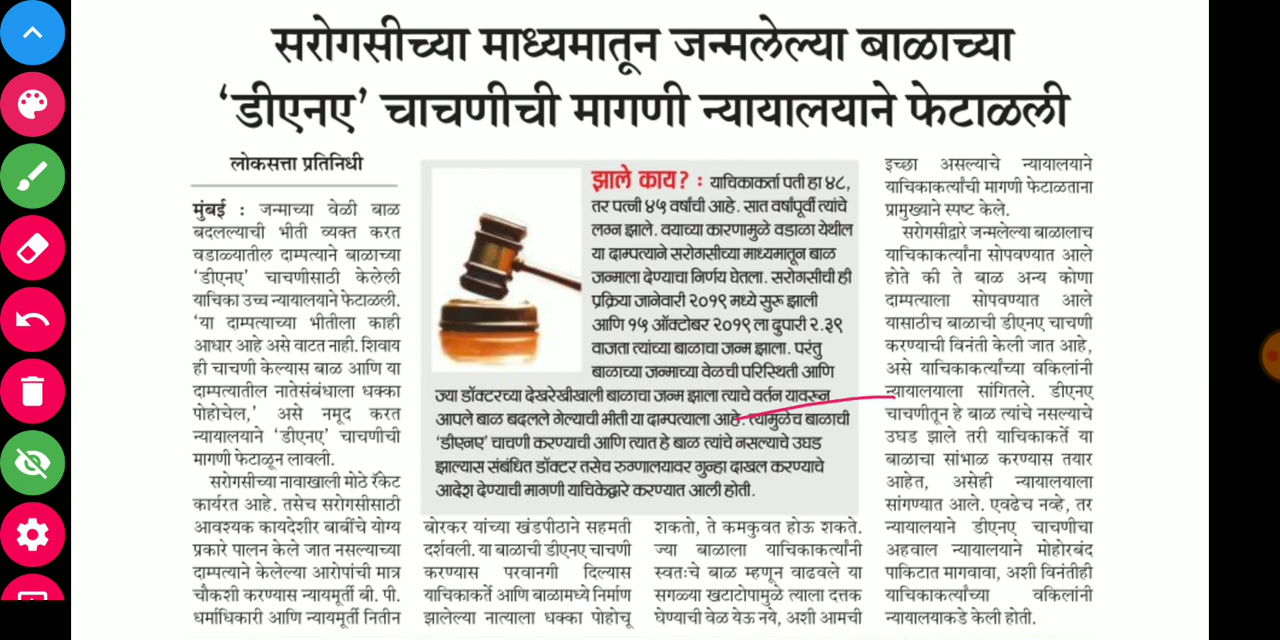 सरोगसीच्या माध्यमातून जन्मलेल्या बाळाच्या
‘डीएनए’ चाचणीची मागणी न्यायालयाने फेटाळली
लोकसत्ता प्रतिनिधी
मुंबई : जन्माच्या वेळी बाळ
बदलल्याची भीती व्यक्त करत
वडाळ्यातील दाम्पत्याने बाळाच्या
‘डीएनए’ चाचणीसाठी केलेली
याचिका उच्च न्यायालयाने फेटाळली.
‘या दाम्पत्याच्या भीतीला काही
आधार आहे असे वाटत नाही. शिवाय
ही चाचणी केल्यास बाळ आणि या
दाम्पत्यातील नातेसंबंधाला धक्का
पोहोचेल,’ असे नमूद करत
न्यायालयाने ‘डीएनए’ चाचणीची
मागणी फेटाळून लावली.
सरोगसीच्या नावाखाली मोठे रॅकेट
कार्यरत आहे. तसेच सरोगसीसाठी
आवश्यक कायदेशीर बाबींचे योग्य
प्रकारे पालन केले जात नसल्याच्या
दाम्पत्याने केलेल्या आरोपांची मात्र
चौकशी करण्यास न्यायमूर्ती बी. पी.
धर्माधिकारी आणि न्यायमूर्ती नितीन
झाले काय? : याचिकाकर्ता पती हा ४८,
तर पत्नी ४५ वर्षांची आहे. सात वर्षांपूर्वी त्यांचे
लग्न झाले. वयाच्या कारणामुळे वडाळा येथील
या दाम्पत्याने सरोगसीच्या माध्यमातून बाळ
जन्माला देण्याचा निर्णय घेतला. सरोगसीची ही
प्रक्रिया जानेवारी २०१९ मध्ये सुरू झाली
आणि १५ ऑक्टोबर २०१९ ला दुपारी २.३९
वाजता त्यांच्या बाळाचा जन्म झाला. परंतु
बाळाच्या जन्माच्या वेळची परिस्थिती आणि
ज्या डॉक्टरच्या देखरेखीखाली बाळाचा जन्म झाला त्याचे वर्तन यावरून
आपले बाळ बदलले गेल्याची भीती या दाम्पत्याला आहे. त्यामुळेच बाळाची
‘डीएनए’ चाचणी करण्याची आणि त्यात हे बाळ त्यांचे नसल्याचे उघड
झाल्यास संबंधित डॉक्टर तसेच रुग्णालयावर गुन्हा दाखल करण्याचे
आदेश देण्याची मागणी याचिकेद्वारे करण्यात आली होती.
बोरकर यांच्या खंडपीठाने सहमती
दर्शवली. या बाळाची डीएनए चाचणी
करण्यास परवानगी दिल्यास
याचिकाकर्ते आणि बाळामध्ये निर्माण
झालेल्या नात्याला धक्का पोहोचू
शकतो, ते कमकुवत होऊ शकते.
ज्या बाळाला याचिकाकर्त्यांनी
स्वतःचे बाळ म्हणून वाढवले या
सगळ्या खटाटोपामुळे त्याला दत्तक
घेण्याची वेळ येऊ नये, अशी आमची
इच्छा असल्याचे न्यायालयाने
याचिकाकर्त्यांची मागणी फेटाळताना
प्रामुख्याने स्पष्ट केले.
सरोगसीद्वारे जन्मलेल्या बाळालाच
याचिकाकर्त्यांना सोपवण्यात आले
होते की ते बाळ अन्य कोणा
दाम्पत्याला सोपवण्यात आले
यासाठीच बाळाची डीएनए चाचणी
करण्याची विनंती केली जात आहे,
असे याचिकाकर्त्यांच्या वकिलांनी
न्यायालयाला सांगितले. डीएनए
चाचणीतून हे बाळ त्यांचे नसल्याचे
उघड झाले तरी याचिकाकर्ते या
बाळाचा सांभाळ करण्यास तयार
आहेत, असेही न्यायालयाला
सांगण्यात आले. एवढेच नव्हे, तर
न्यायालयाने डीएनए चाचणीचा
अहवाल न्यायालयाने मोहोरबंद
पाकिटात मागवावा, अशी विनंतीही
याचिकाकर्त्यांच्या वकिलांनी
न्यायालयाकडे केली होती.